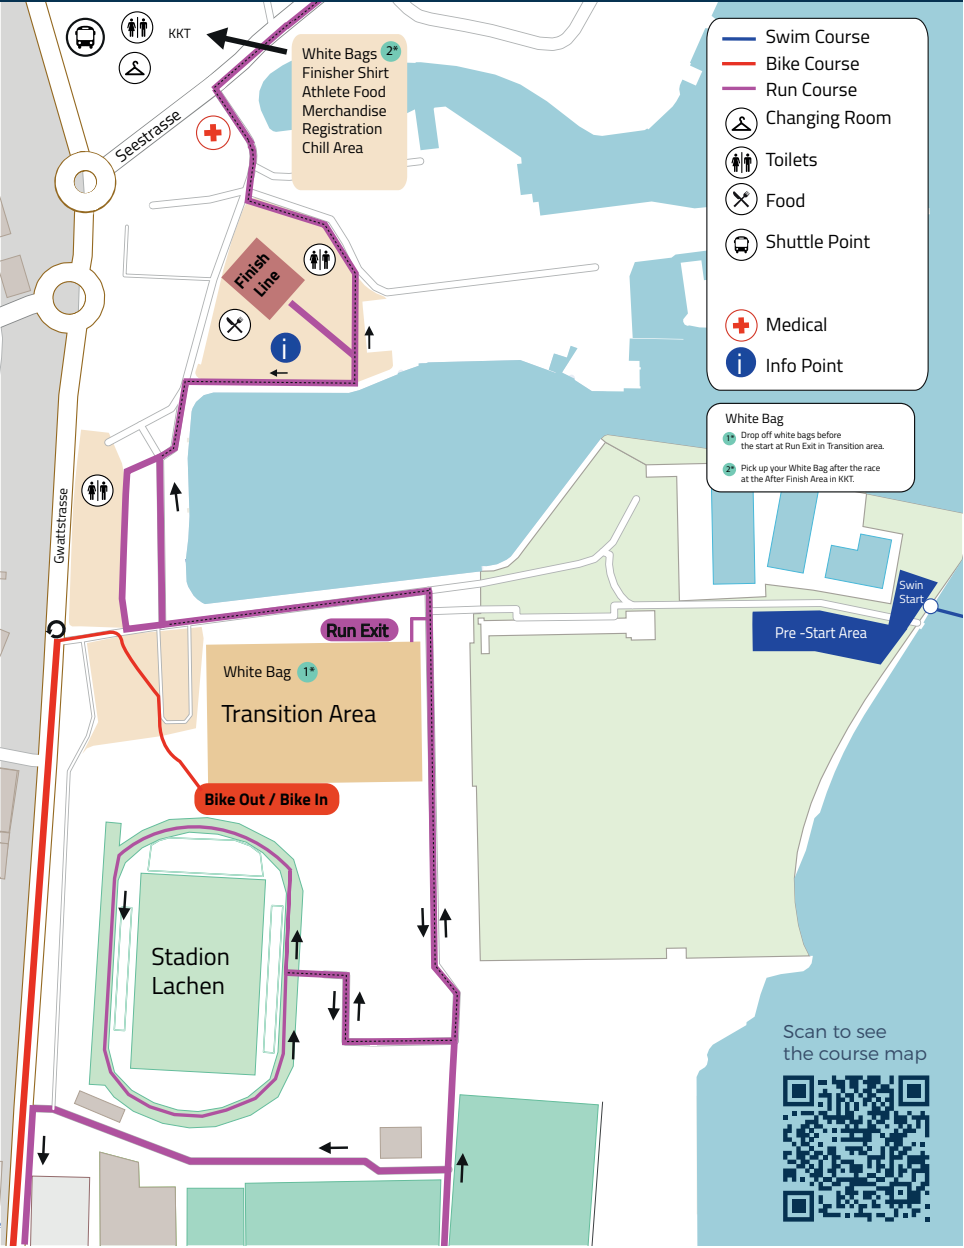 KKT
White Bags 2*
Finisher Shirt
Athlete Food
Merchandise
Registration
Chill Area
Seestrasse
Finish
Line
i
Gwattstrasse
Run Exit
White Bag 1*
Transition Area
Bike Out / Bike In
Stadion
Lachen
Swim Course
Bike Course
Run Course
Changing Room
Toilets
Food
Shuttle Point
Medical
i Info Point
White Bag
1* Drop off white bags before
the start at Run Exit in Transition area.
2* Pick up your White Bag after the race
at the After Finish Area in KKT.
Swin
Start
Pre -Start Area
Scan to see
the course map